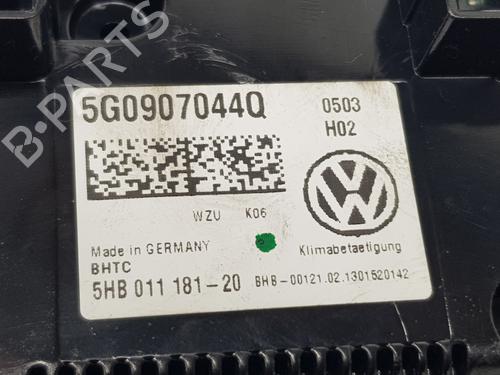 5G0907044Q
0503
H02
WZU K06
Made in GERMANY
Klimabetaetigung
BHTC
5HB 011 181-20
BHB-00121.02.1301520142
B-PARTS